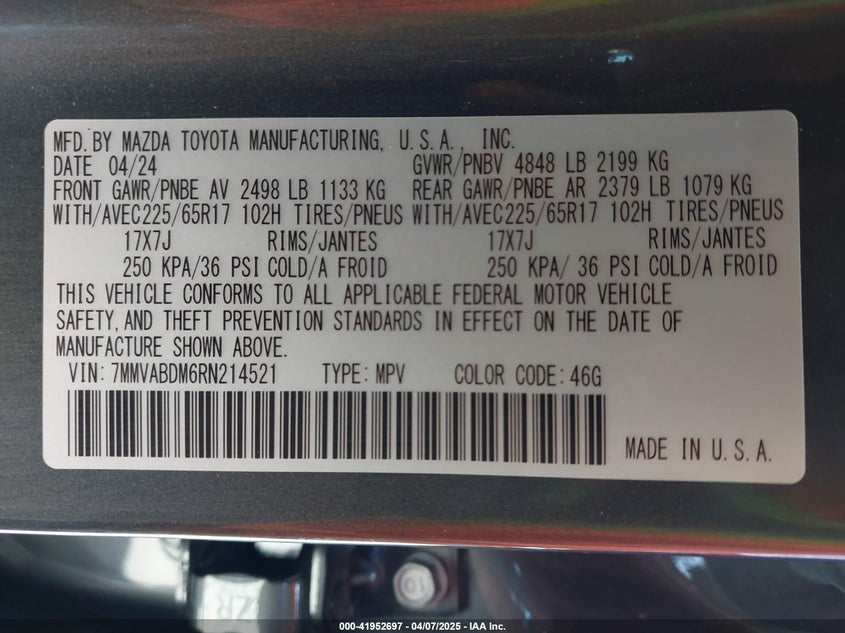 MFD. BY MAZDA TOYOTA MANUFACTURING, U.S.A., INC.
DATE 04/24 GVWR/PNBV 4848 LB 2199 KG
FRONT GAWR/PNBE AV 2498 LB 1133 KG REAR GAWR/PNBE AR 2379 LB 1079 KG
WITH/AVEC225/65R17 102H TIRES/PNEUS WITH/AVEC225/65R17 102H TIRES/PNEUS
17X7J RIMS/JANTES 17X7J RIMS/JANTES
250 KPA/36 PSI COLD/A FROID 250 KPA/ 36 PSI COLD/A FROID
THIS VEHICLE CONFORMS TO ALL APPLICABLE FEDERAL MOTOR VEHICLE
SAFETY, AND THEFT PREVENTION STANDARDS IN EFFECT ON THE DATE OF
MANUFACTURE SHOWN ABOVE.
VIN: 7MMVABDM6RN214521 TYPE: MPV COLOR CODE: 46G
MADE IN U.S.A.
10
000-41952697 - 04/07/2025 - IAA Inc.